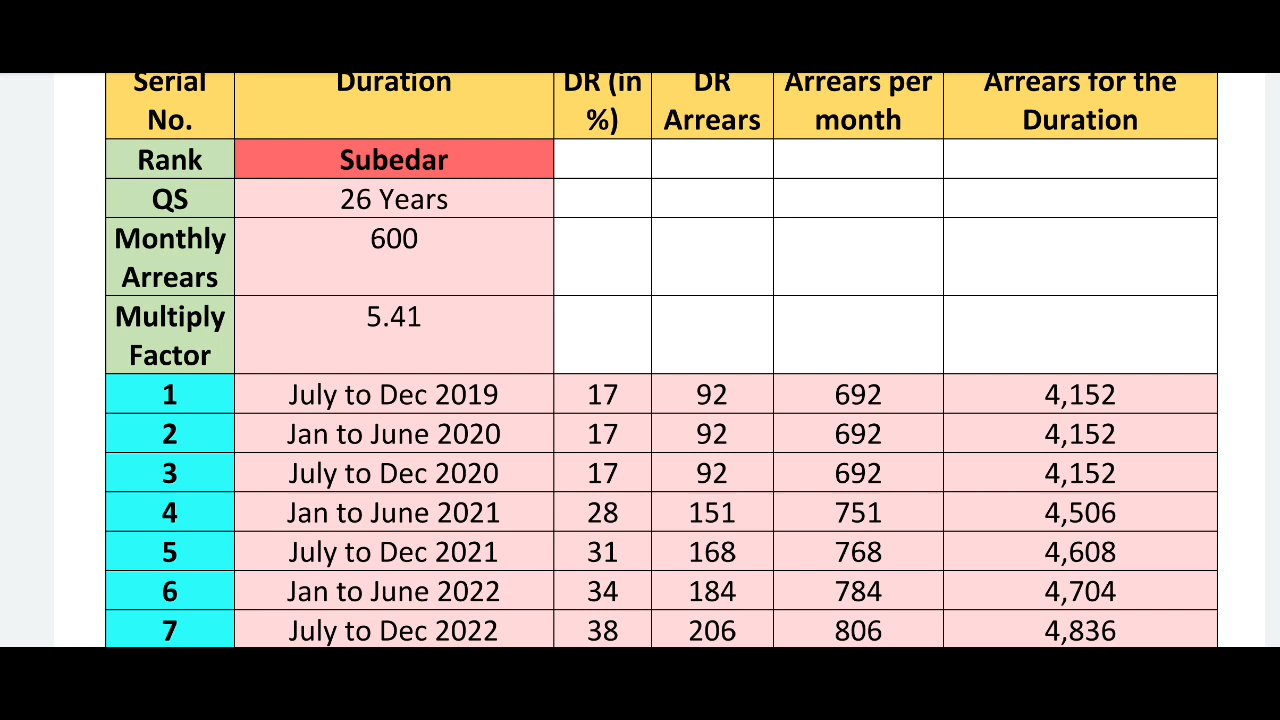 Serial No. Duration DR (in %) DR Arrears Arrears per month Arrears for the Duration
Rank Subedar
QS 26 Years
Monthly Arrears 600
Multiply Factor 5.41
1 July to Dec 2019 17 92 692 4,152
2 Jan to June 2020 17 92 692 4,152
3 July to Dec 2020 17 92 692 4,152
4 Jan to June 2021 28 151 751 4,506
5 July to Dec 2021 31 168 768 4,608
6 Jan to June 2022 34 184 784 4,704
7 July to Dec 2022 38 206 806 4,836